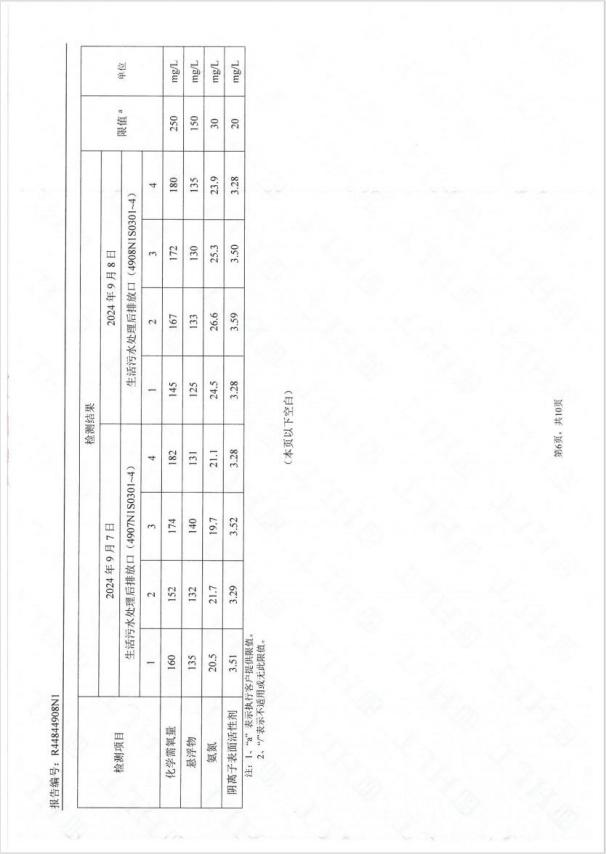 报告编号：R44844908N1
检测项目 检测结果 限值 a 单位
2024 年 9 月 7 日 2024 年 9 月 8 日
生活污水处理后排放口（4907N1S0301~4） 生活污水处理后排放口（4908N1S0301~4）
1 2 3 4 1 2 3 4
化学需氧量 160 152 174 182 145 167 172 180 250 mg/L
悬浮物 135 132 140 131 125 133 130 135 150 mg/L
氨氮 20.5 21.7 19.7 21.1 24.5 26.6 25.3 23.9 30 mg/L
阴离子表面活性剂 3.51 3.29 3.52 3.28 3.28 3.59 3.50 3.28 20 mg/L
注：1、“a”表示执行客户提供限值。
2、“/”表示不适用或无此限值。
（本页以下空白）
第6页，共10页